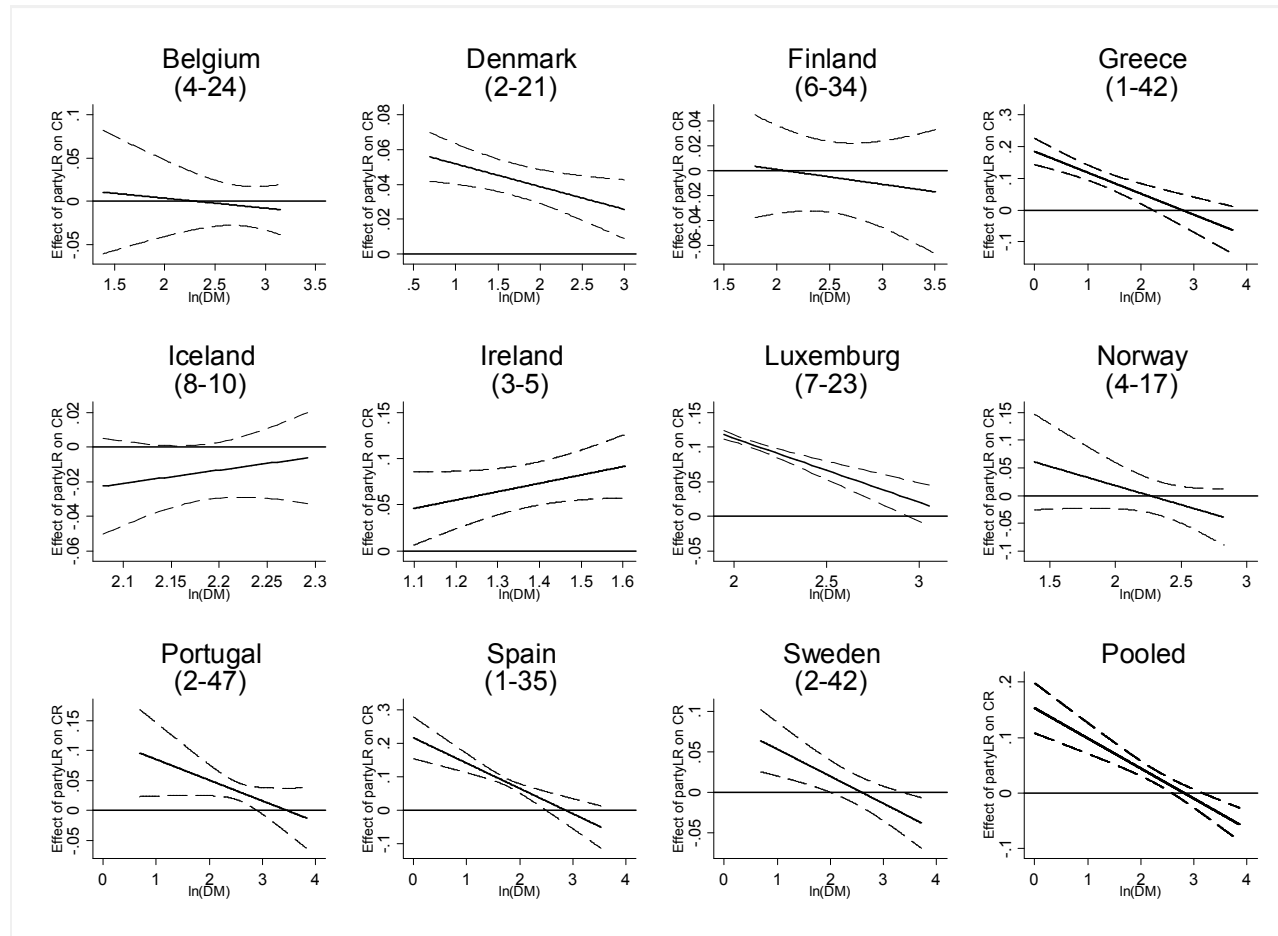 Belgium
(4-24)
Effect of partyLR on CR
-.05 0 .05 .1
1.5 2 2.5 3 3.5
ln(DM)
Denmark
(2-21)
Effect of partyLR on CR
0 .02 .04 .06 .08
.5 1 1.5 2 2.5 3
ln(DM)
Finland
(6-34)
Effect of partyLR on CR
-.06 -.04 -.02 0 .02 .04
1.5 2 2.5 3 3.5
ln(DM)
Greece
(1-42)
Effect of partyLR on CR
-.1 0 .1 .2 .3
0 1 2 3 4
ln(DM)
Iceland
(8-10)
Effect of partyLR on CR
-.06 -.04 -.02 0 .02
2.1 2.15 2.2 2.25 2.3
ln(DM)
Ireland
(3-5)
Effect of partyLR on CR
0 .05 .1 .15
1.1 1.2 1.3 1.4 1.5 1.6
ln(DM)
Luxemburg
(7-23)
Effect of partyLR on CR
-.05 0 .05 .1 .15
2 2.5 3
ln(DM)
Norway
(4-17)
Effect of partyLR on CR
-.1 -.05 0 .05 .1 .15
1.5 2 2.5 3
ln(DM)
Portugal
(2-47)
Effect of partyLR on CR
-.05 0 .05 .1 .15
0 1 2 3 4
ln(DM)
Spain
(1-35)
Effect of partyLR on CR
-.1 0 .1 .2 .3
0 1 2 3 4
ln(DM)
Sweden
(2-42)
Effect of partyLR on CR
-.05 0 .05 .1
0 1 2 3 4
ln(DM)
Pooled
Effect of partyLR on CR
-.1 0 .1 .2
0 1 2 3 4
ln(DM)